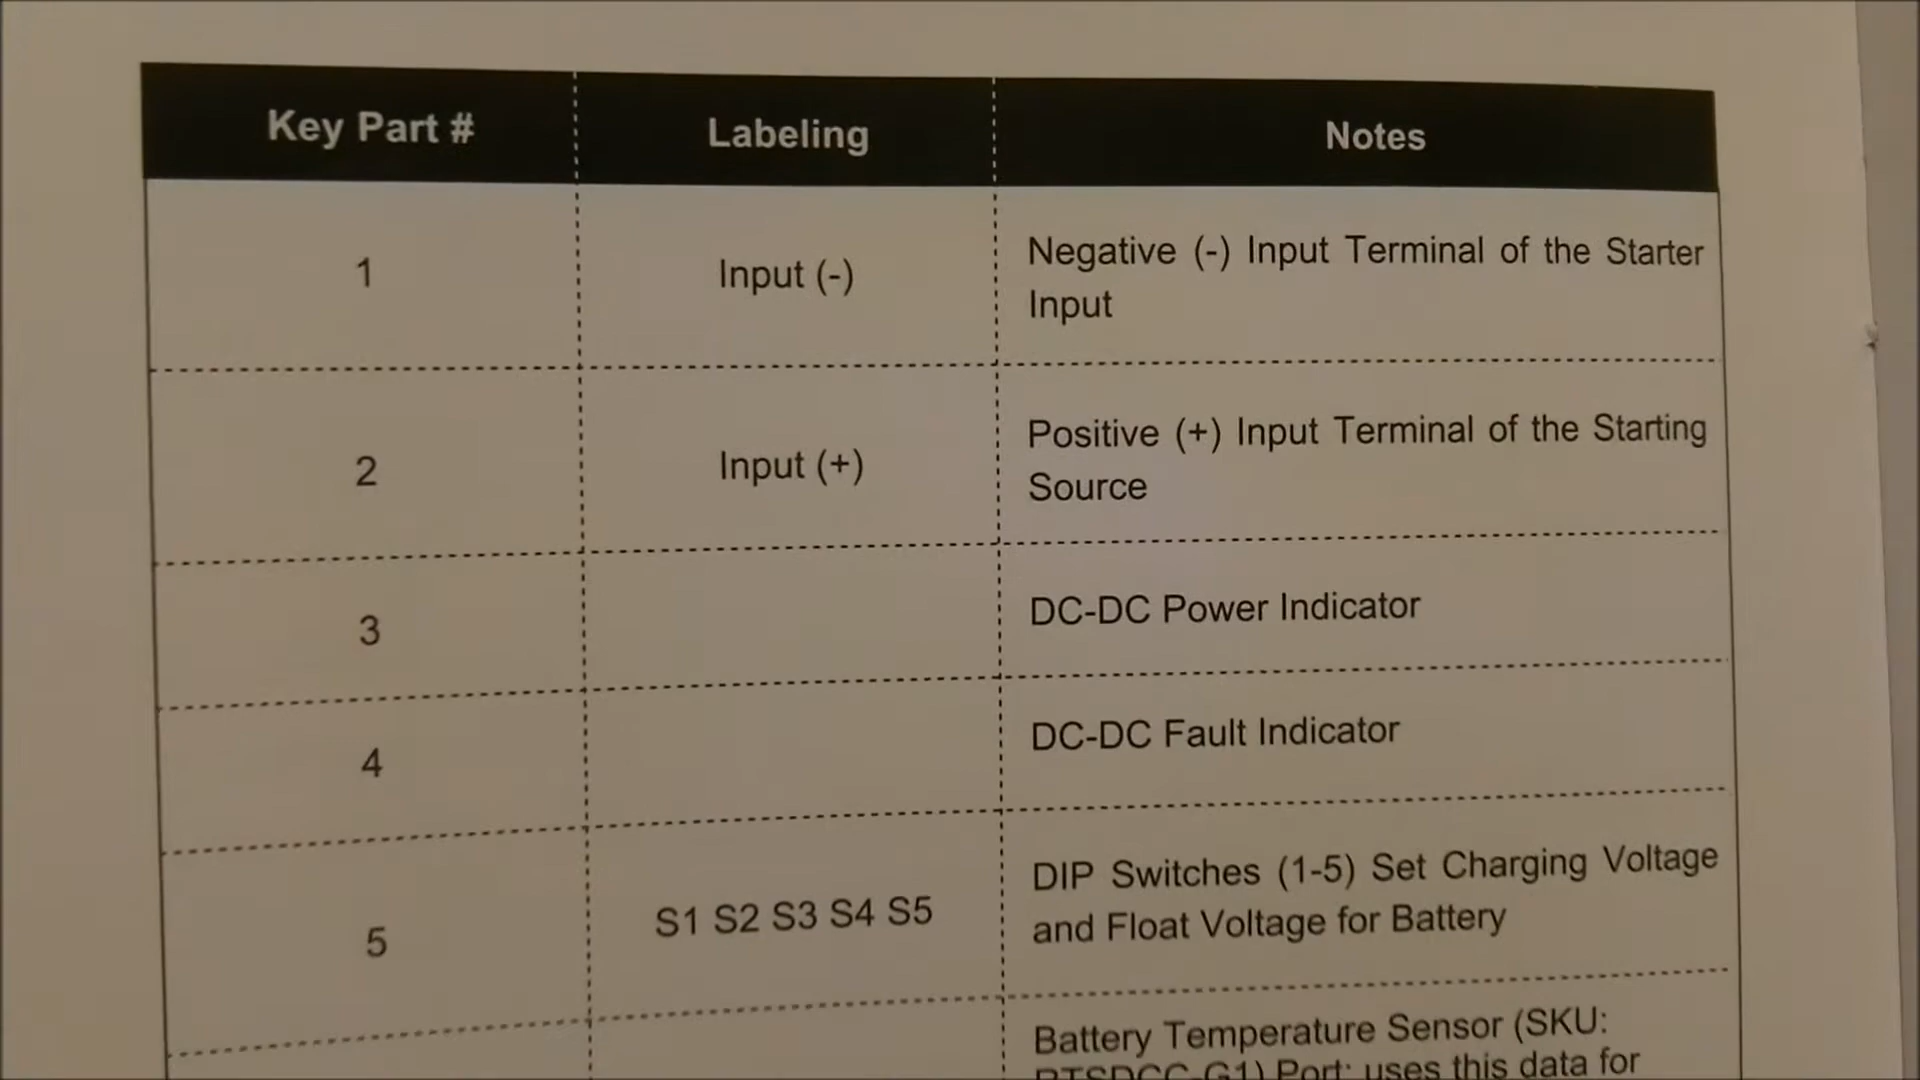 Key Part # Labeling Notes
1 Input (-) Negative (-) Input Terminal of the Starter
Input
2 Input (+) Positive (+) Input Terminal of the Starting
Source
3 DC-DC Power Indicator
4 DC-DC Fault Indicator
5 S1 S2 S3 S4 S5 DIP Switches (1-5) Set Charging Voltage
and Float Voltage for Battery
Battery Temperature Sensor (SKU:
RTSDCC-G1) Port: uses this data for